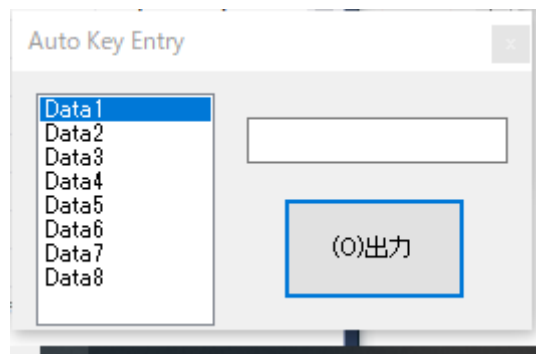 Auto Key Entry
x
Data1
Data2
Data3
Data4
Data5
Data6
Data7
Data8
(O)出力